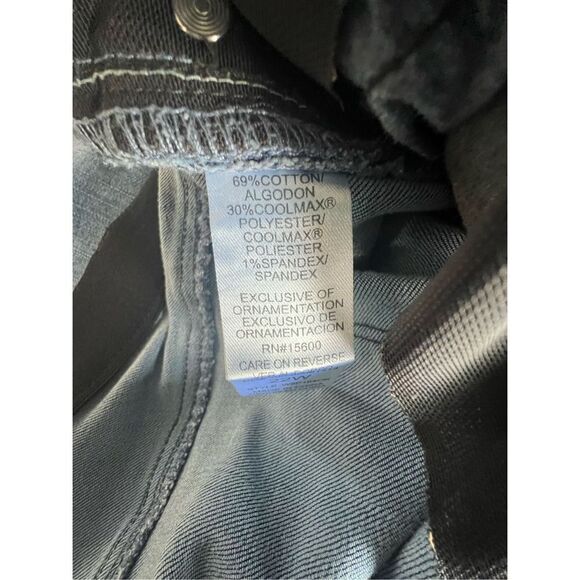 69%COTTON/
ALGODON
30%COOLMAX®
POLYESTER/
COOLMAX®
POLIESTER
1%SPANDEX/
SPANDEX
EXCLUSIVE OF
ORNAMENTATION
EXCLUSIVO DE
ORNAMENTACION
RN#15600
CARE ON REVERSE